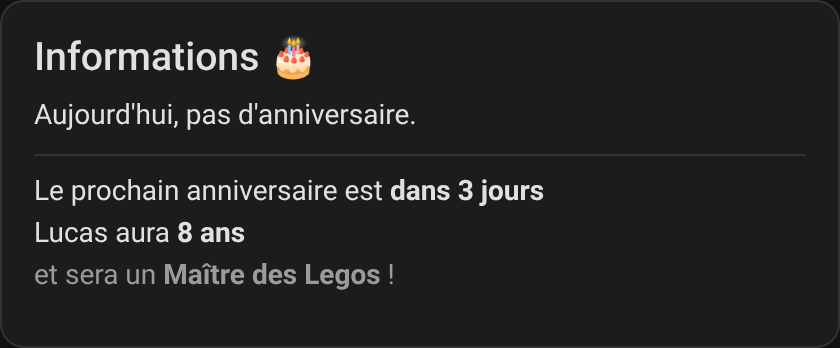 Informations 🎂
Aujourd'hui, pas d'anniversaire.
Le prochain anniversaire est dans 3 jours
Lucas aura 8 ans
et sera un Maître des Legos !